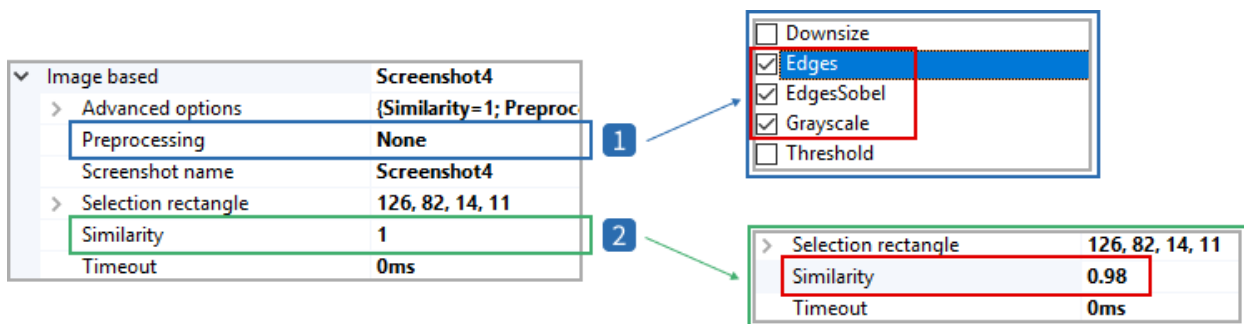 Image based Screenshot4
Advanced options {Similarity=1; Preproc
Preprocessing None
Screenshot name Screenshot4
Selection rectangle 126, 82, 14, 11
Similarity 1
Timeout 0ms
1
2
Downsize
Edges
EdgesSobel
Grayscale
Threshold
Selection rectangle 126, 82, 14, 11
Similarity 0.98
Timeout 0ms